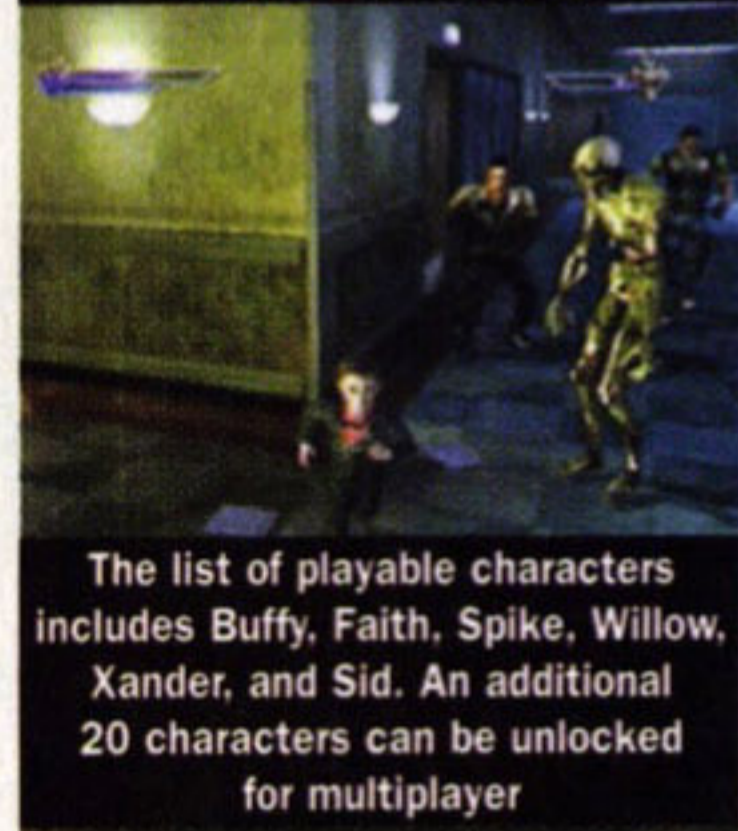 The list of playable characters
includes Buffy, Faith, Spike, Willow,
Xander, and Sid. An additional
20 characters can be unlocked
for multiplayer